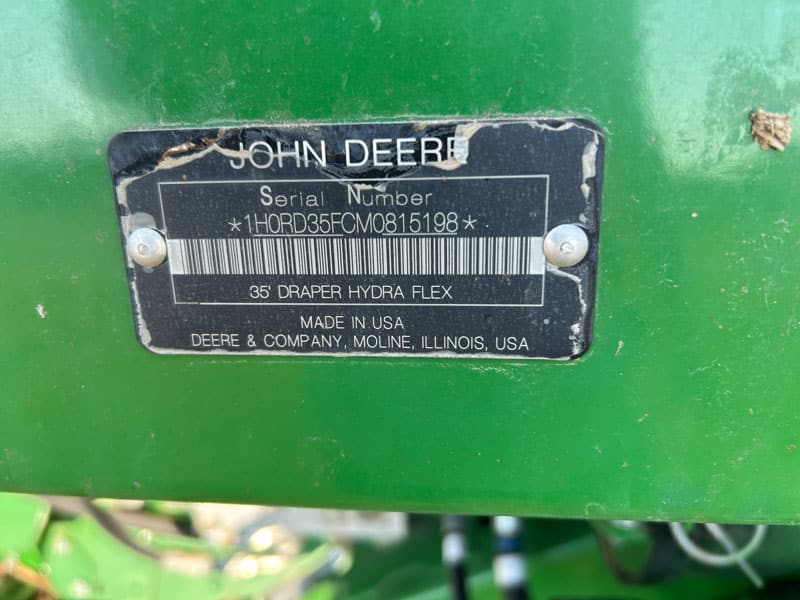 JOHN DEERE
Serial Number
*1H0RD35FCM0815198*
35' DRAPER HYDRA FLEX
MADE IN USA
DEERE & COMPANY, MOLINE, ILLINOIS, USA